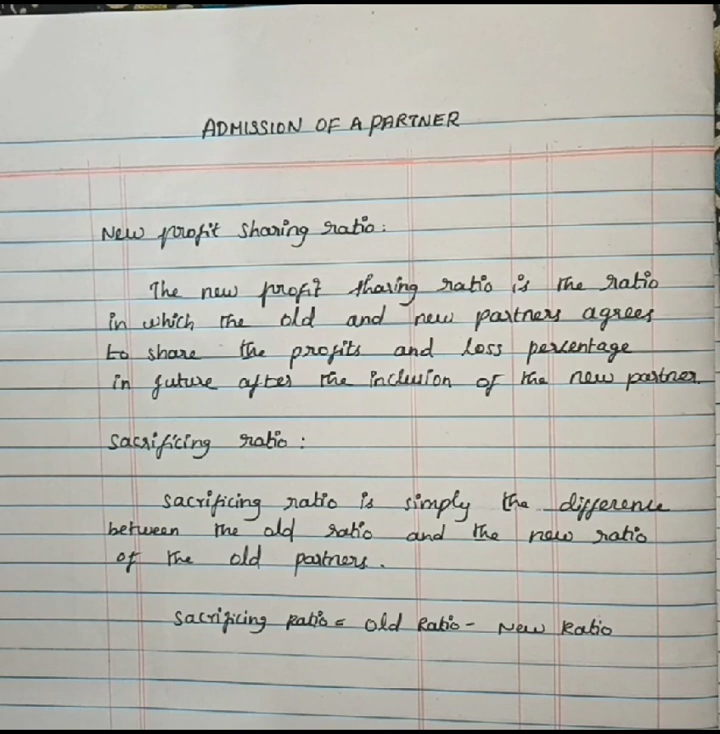 ADMISSION OF A PARTNER
New profit sharing ratio:
The new profit sharing ratio is the ratio
in which the old and new partners agrees
to share the profits and loss percentage
in future after the inclusion of the new partner.
Sacrificing ratio:
Sacrificing ratio is simply the difference
between the old ratio and the new ratio
of the old partners.
Sacrificing Ratio = Old Ratio - New Ratio